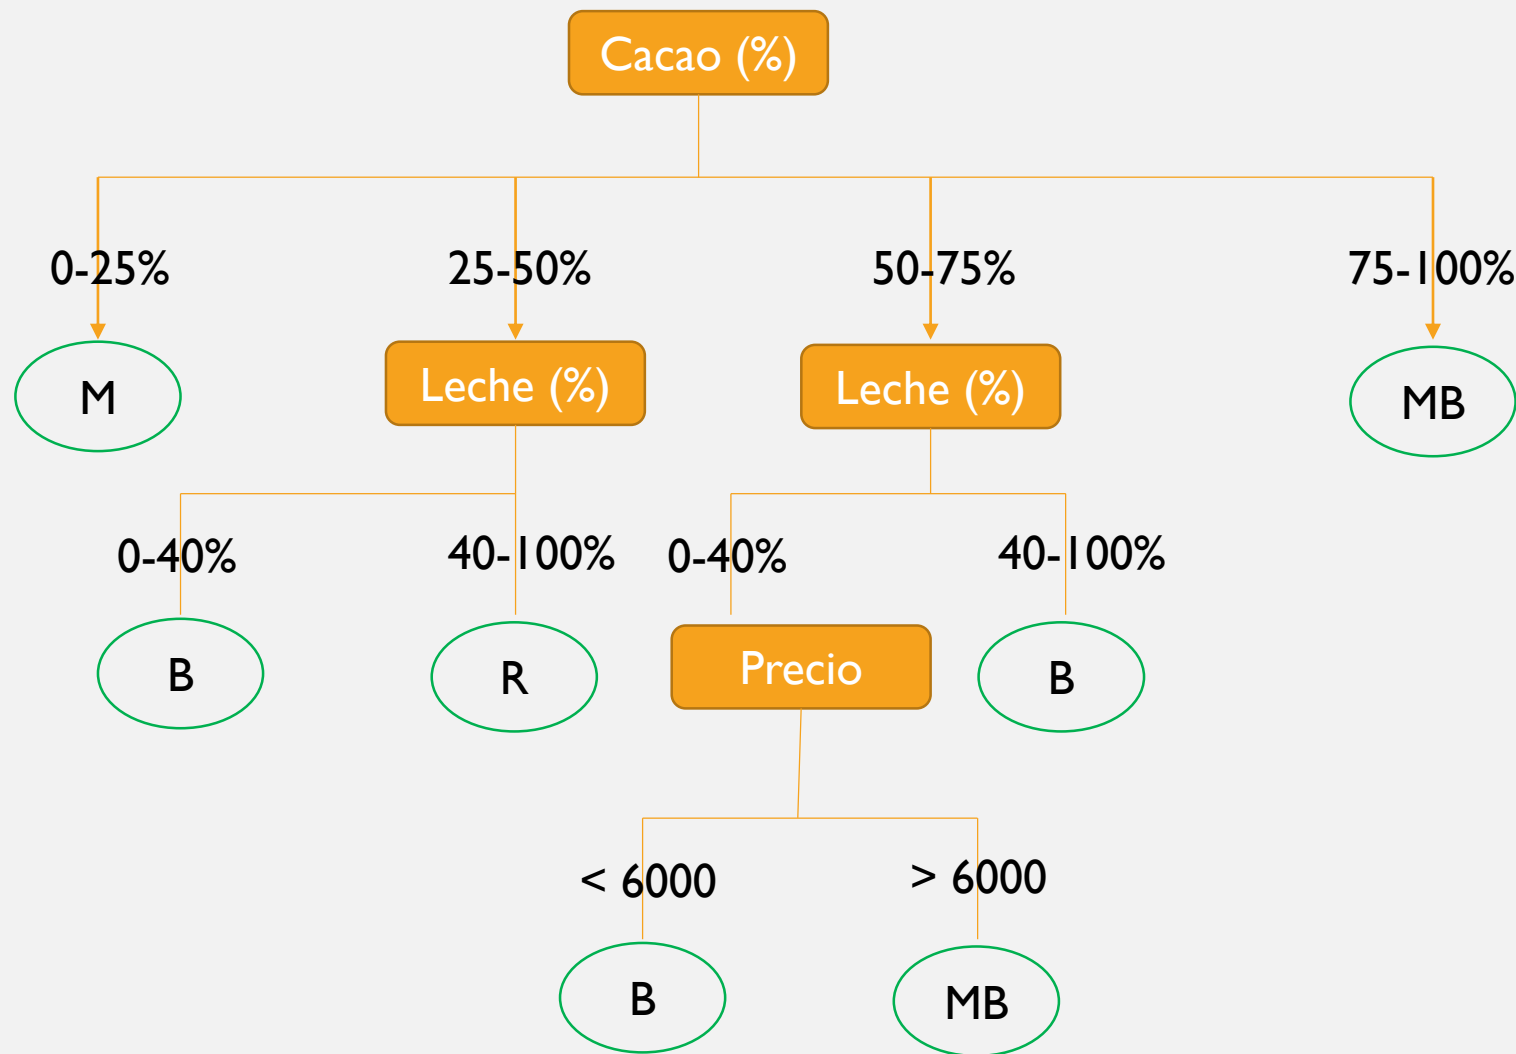 Cacao (%)
0-25%
25-50%
50-75%
75-100%
M
Leche (%)
Leche (%)
MB
0-40%
40-100%
0-40%
40-100%
B
R
Precio
B
< 6000
> 6000
B
MB